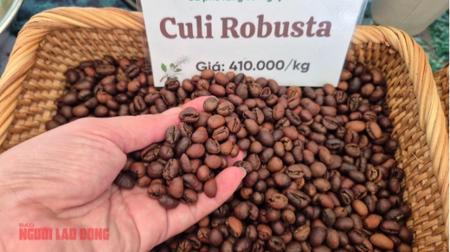 Culi Robusta
Giá: 410.000/kg
BÁO
NGƯỜI LAO ĐỘNG